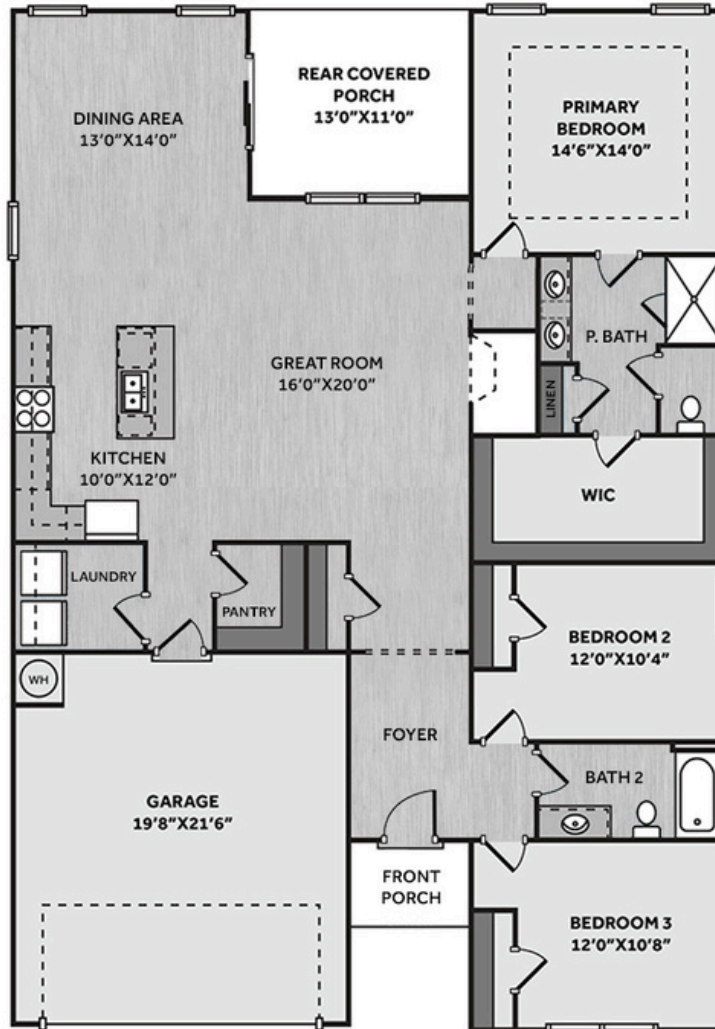 REAR COVERED
PORCH
13'0"X11'0"
DINING AREA
13'0"X14'0"
PRIMARY
BEDROOM
14'6"X14'0"
P. BATH
GREAT ROOM
16'0"X20'0"
LINEN
KITCHEN
10'0"X12'0"
WIC
LAUNDRY
PANTRY
BEDROOM 2
12'0"X10'4"
WH
FOYER
BATH 2
GARAGE
19'8"X21'6"
FRONT
PORCH
BEDROOM 3
12'0"X10'8"